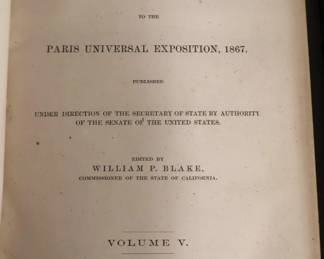 TO THE
PARIS UNIVERSAL EXPOSITION, 1867.
PUBLISHED
UNDER DIRECTION OF THE SECRETARY OF STATE BY AUTHORITY
OF THE SENATE OF THE UNITED STATES.
EDITED BY
WILLIAM P. BLAKE,
COMMISSIONER OF THE STATE OF CALIFORNIA.
VOLUME V.